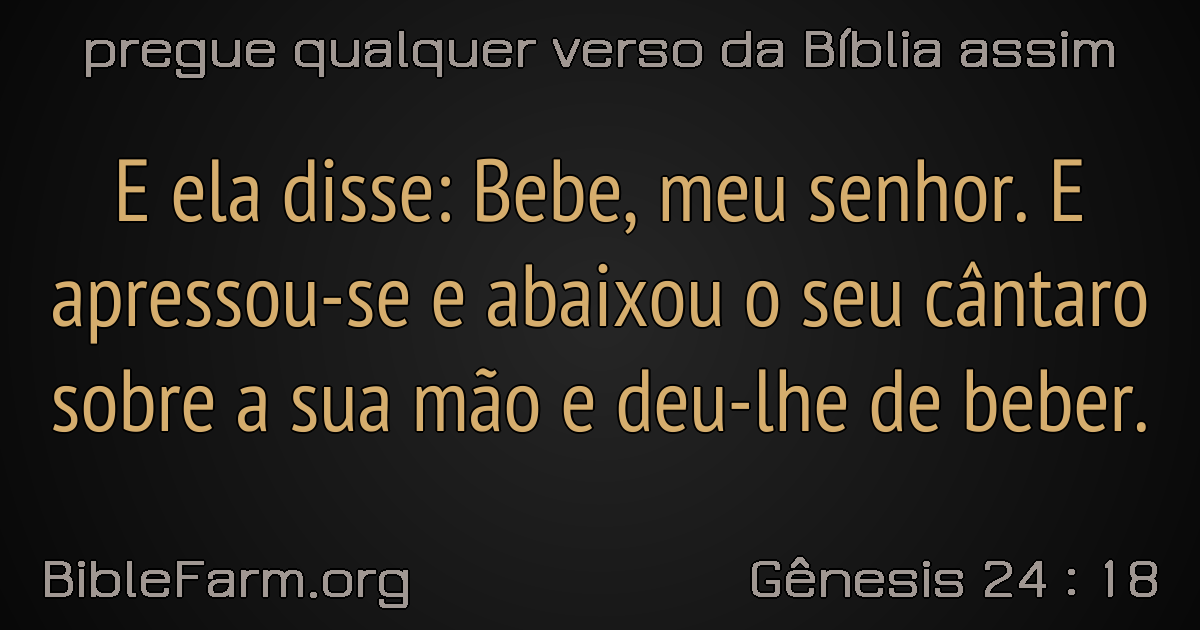 pregue qualquer verso da Bíblia assim
E ela disse: Bebe, meu senhor. E
apressou-se e abaixou o seu cântaro
sobre a sua mão e deu-lhe de beber.
BibleFarm.org
Gênesis 24 : 18